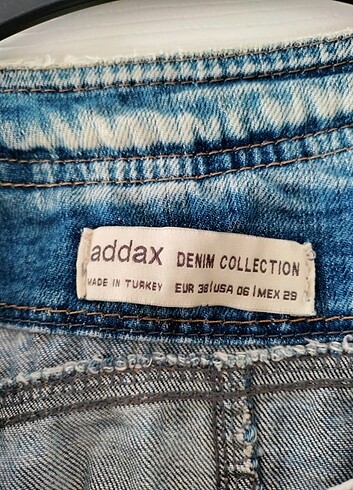 addax DENIM COLLECTION
MADE IN TURKEY EUR 38 | USA 06 | MEX 29